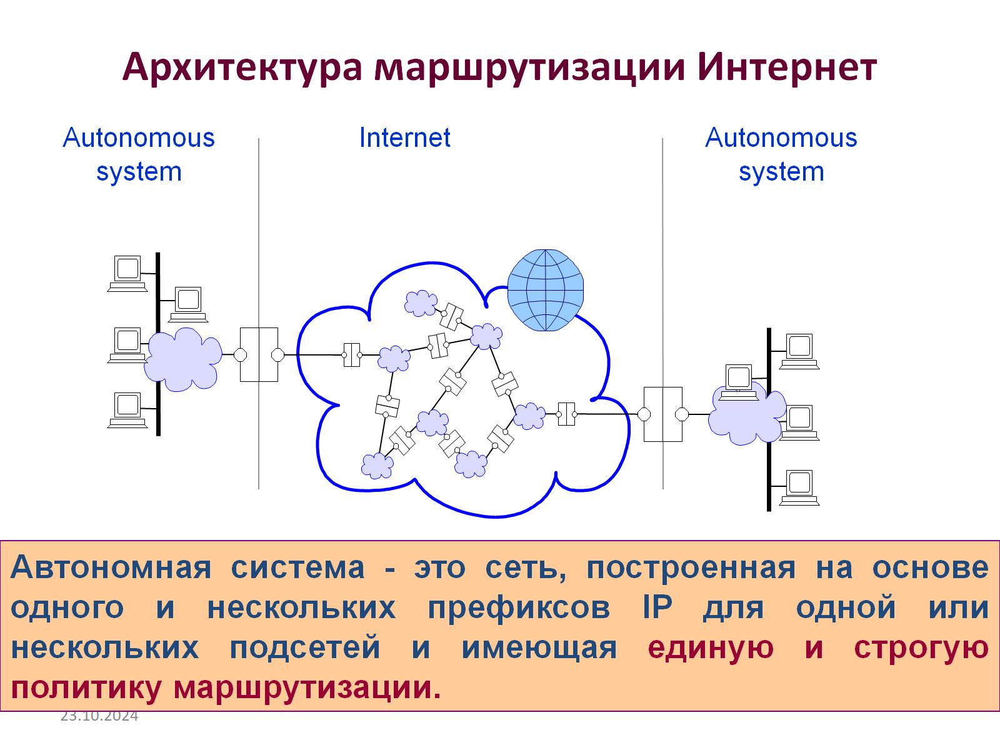 Архитектура маршрутизации Интернет
Autonomous
system
Internet
Autonomous
system
Автономная система - это сеть, построенная на основе
одного и нескольких префиксов IP для одной или
нескольких подсетей и имеющая единую и строгую
политику маршрутизации.
23.10.2024